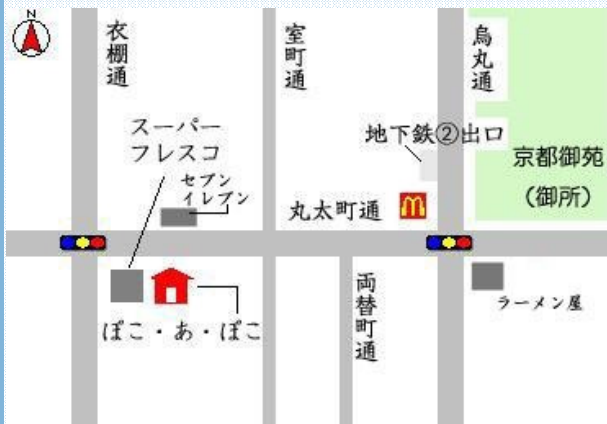 N
衣棚通
室町通
烏丸通
スーパー
フレスコ
セブン
イレブン
地下鉄②出口
京都御苑
(御所)
丸太町通
ぽこ・あ・ぽこ
両替町通
ラーメン屋